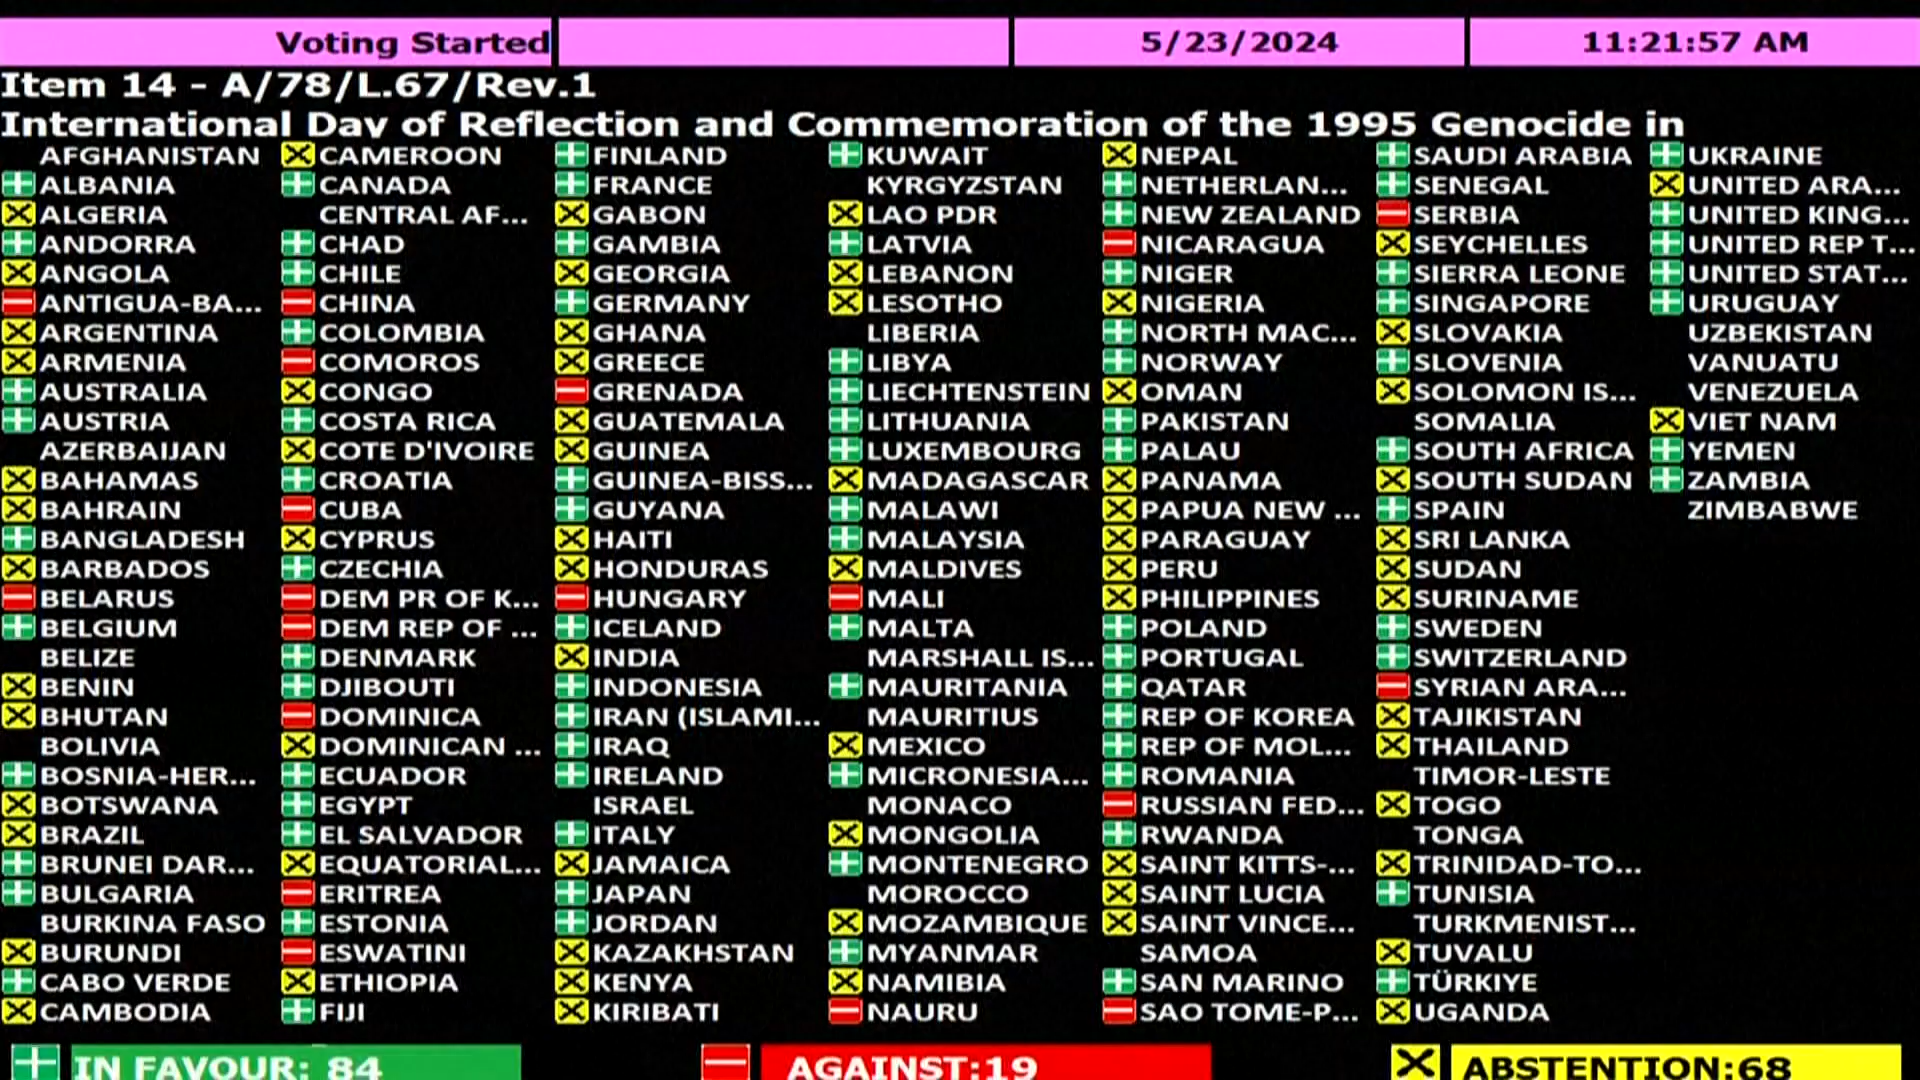 Voting Started 5/23/2024 11:21:57 AM
Item 14 - A/78/L.67/Rev.1
International Day of Reflection and Commemoration of the 1995 Genocide in
AFGHANISTAN
ALBANIA
ALGERIA
ANDORRA
ANGOLA
ANTIGUA-BA...
ARGENTINA
ARMENIA
AUSTRALIA
AUSTRIA
AZERBAIJAN
BAHAMAS
BAHRAIN
BANGLADESH
BARBADOS
BELARUS
BELGIUM
BELIZE
BENIN
BHUTAN
BOLIVIA
BOSNIA-HER...
BOTSWANA
BRAZIL
BRUNEI DAR...
BULGARIA
BURKINA FASO
BURUNDI
CABO VERDE
CAMBODIA
CAMEROON
CANADA
CENTRAL AF...
CHAD
CHILE
CHINA
COLOMBIA
COMOROS
CONGO
COSTA RICA
COTE D'IVOIRE
CROATIA
CUBA
CYPRUS
CZECHIA
DEM PR OF K...
DEM REP OF ...
DENMARK
DJIBOUTI
DOMINICA
DOMINICAN ...
ECUADOR
EGYPT
EL SALVADOR
EQUATORIAL...
ERITREA
ESTONIA
ESWATINI
ETHIOPIA
FIJI
FINLAND
FRANCE
GABON
GAMBIA
GEORGIA
GERMANY
GHANA
GREECE
GRENADA
GUATEMALA
GUINEA
GUINEA-BISS...
GUYANA
HAITI
HONDURAS
HUNGARY
ICELAND
INDIA
INDONESIA
IRAN (ISLAMI...
IRAQ
IRELAND
ISRAEL
ITALY
JAMAICA
JAPAN
JORDAN
KAZAKHSTAN
KENYA
KIRIBATI
KUWAIT
KYRGYZSTAN
LAO PDR
LATVIA
LEBANON
LESOTHO
LIBERIA
LIBYA
LIECHTENSTEIN
LITHUANIA
LUXEMBOURG
MADAGASCAR
MALAWI
MALAYSIA
MALDIVES
MALI
MALTA
MARSHALL IS...
MAURITANIA
MAURITIUS
MEXICO
MICRONESIA...
MONACO
MONGOLIA
MONTENEGRO
MOROCCO
MOZAMBIQUE
MYANMAR
NAMIBIA
NAURU
NEPAL
NETHERLAN...
NEW ZEALAND
NICARAGUA
NIGER
NIGERIA
NORTH MAC...
NORWAY
OMAN
PAKISTAN
PALAU
PANAMA
PAPUA NEW ...
PARAGUAY
PERU
PHILIPPINES
POLAND
PORTUGAL
QATAR
REP OF KOREA
REP OF MOL...
ROMANIA
RUSSIAN FED...
RWANDA
SAINT KITTS-...
SAINT LUCIA
SAINT VINCE...
SAMOA
SAN MARINO
SAO TOME-P...
SAUDI ARABIA
SENEGAL
SERBIA
SEYCHELLES
SIERRA LEONE
SINGAPORE
SLOVAKIA
SLOVENIA
SOLOMON IS...
SOMALIA
SOUTH AFRICA
SOUTH SUDAN
SPAIN
SRI LANKA
SUDAN
SURINAME
SWEDEN
SWITZERLAND
SYRIAN ARA...
TAJIKISTAN
THAILAND
TIMOR-LESTE
TOGO
TONGA
TRINIDAD-TO...
TUNISIA
TURKMENIST...
TUVALU
TÜRKIYE
UGANDA
UKRAINE
UNITED ARA...
UNITED KING...
UNITED REP T...
UNITED STAT...
URUGUAY
UZBEKISTAN
VANUATU
VENEZUELA
VIET NAM
YEMEN
ZAMBIA
ZIMBABWE
IN FAVOUR: 84 AGAINST:19 ABSTENTION:68